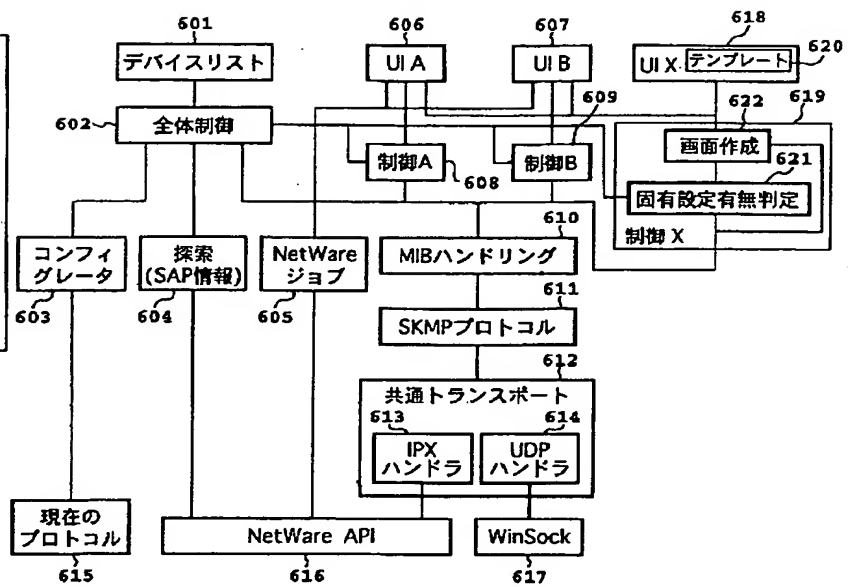 601
デバイスリスト
602
全体制御
606
UI A
607
UI B
618
UI X
テンプレート
620
608
制御A
609
制御B
619
622
画面作成
621
固有設定有無判定
制御 X
コンフィ
グレータ
603
探索
(SAP情報)
604
NetWare
ジョブ
605
610
MIBハンドリング
611
SKMPプロトコル
612
共通トランスポート
613
IPX
ハンドラ
614
UDP
ハンドラ
現在の
プロトコル
615
NetWare API
616
WinSock
617